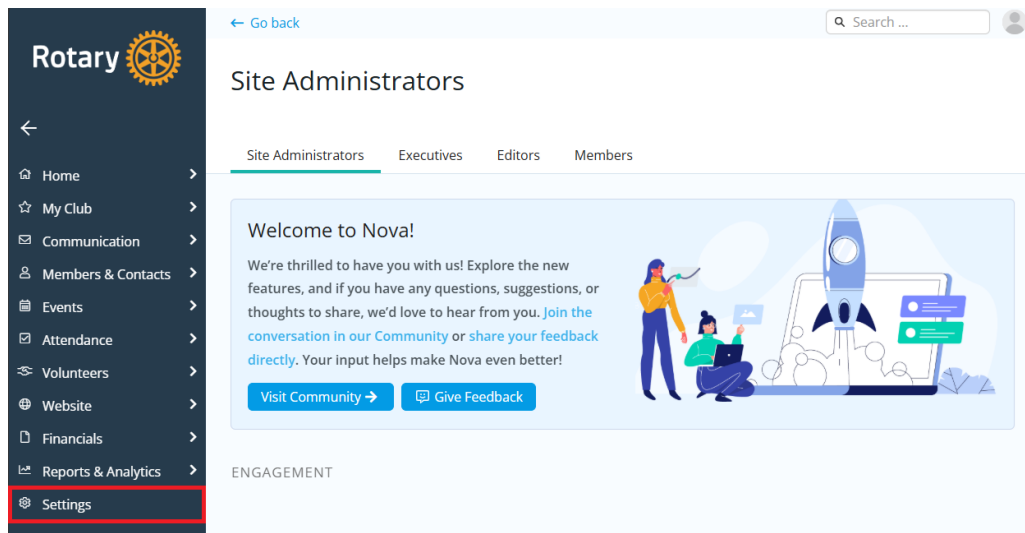 Rotary
Home
My Club
Communication
Members & Contacts
Events
Attendance
Volunteers
Website
Financials
Reports & Analytics
Settings
Go back
Search ...
Site Administrators
Site Administrators Executives Editors Members
Welcome to Nova!
We're thrilled to have you with us! Explore the new
features, and if you have any questions, suggestions, or
thoughts to share, we'd love to hear from you. Join the
conversation in our Community or share your feedback
directly. Your input helps make Nova even better!
Visit Community Give Feedback
ENGAGEMENT